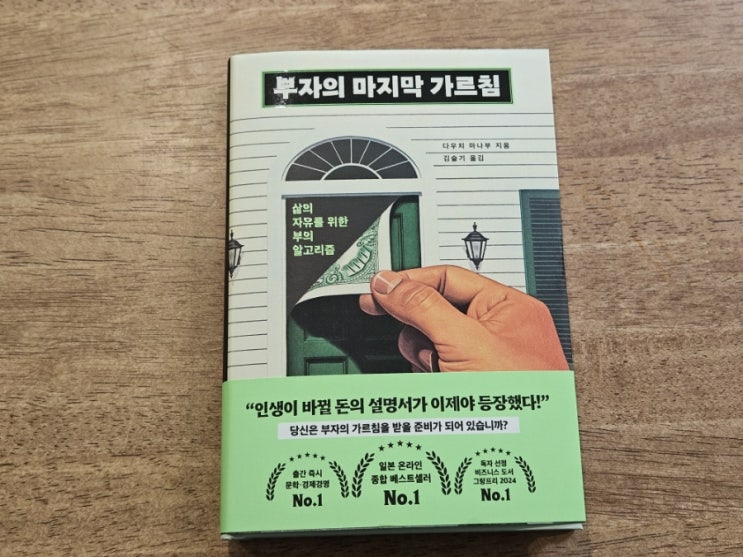 부자의 마지막 가르침
다우치 마나부 지음
김슬기 옮김
삶의
자유를 위한
부의
알고리즘
“인생이 바뀔 돈의 설명서가 이제야 등장했다!”
당신은 부자의 가르침을 받을 준비가 되어 있습니까?
출간 즉시
문학·경제경영
No.1
일본 온라인
종합 베스트셀러
No.1
독자 선정
비즈니스 도서
그랑프리 2024
No.1